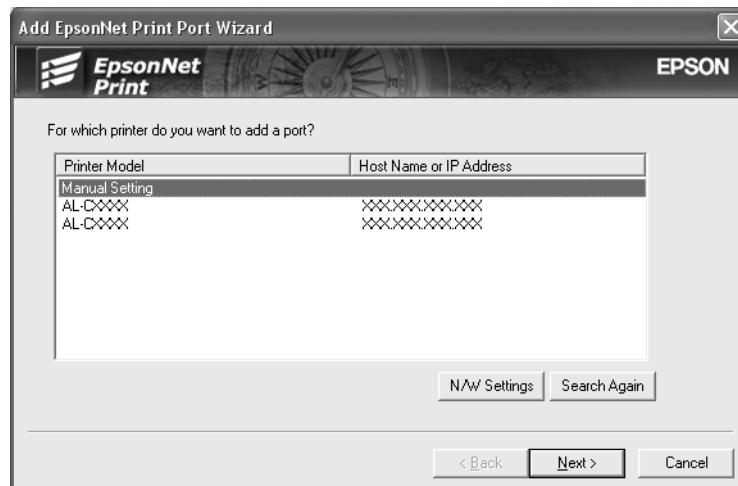 Add EpsonNet Print Port Wizard
EpsonNet
Print
EPSON
For which printer do you want to add a port?
Printer Model Host Name or IP Address
Manual Setting
AL-CXXXX XXX.XXX.XXX.XXX
AL-CXXXX XXX.XXX.XXX.XXX
N/W Settings Search Again
< Back Next > Cancel